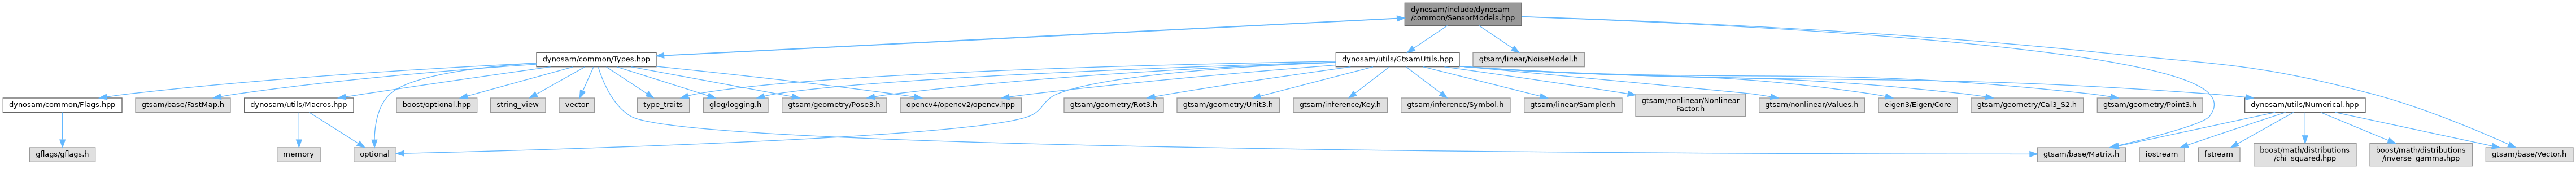 dynosam/include/dynosam
/common/SensorModels.hpp
dynosam/common/Types.hpp
dynosam/utils/GtsamUtils.hpp
gtsam/linear/NoiseModel.h
dynosam/common/Flags.hpp
gtsam/base/FastMap.h
dynosam/utils/Macros.hpp
boost/optional.hpp
string_view
vector
type_traits
glog/logging.h
gtsam/geometry/Pose3.h
opencv4/opencv2/opencv.hpp
gtsam/geometry/Rot3.h
gtsam/geometry/Unit3.h
gtsam/inference/Key.h
gtsam/inference/Symbol.h
gtsam/linear/Sampler.h
gtsam/nonlinear/Nonlinear
Factor.h
gtsam/nonlinear/Values.h
eigen3/Eigen/Core
gtsam/geometry/Cal3_S2.h
gtsam/geometry/Point3.h
dynosam/utils/Numerical.hpp
gflags/gflags.h
memory
optional
gtsam/base/Matrix.h
iostream
fstream
boost/math/distributions
/chi_squared.hpp
boost/math/distributions
/inverse_gamma.hpp
gtsam/base/Vector.h